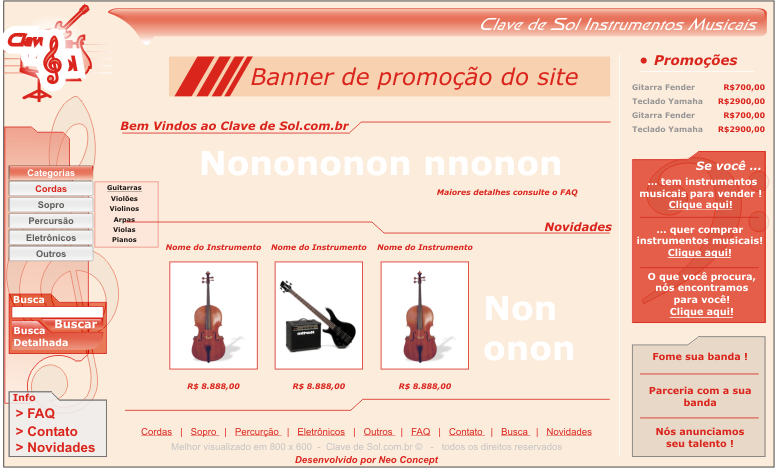 Clave de Sol Instrumentos Musicais
Clav
Banner de promoção do site
• Promoções
Gitarra Fender R$700,00
Teclado Yamaha R$2900,00
Gitarra Fender R$700,00
Teclado Yamaha R$2900,00
Bem Vindos ao Clave de Sol.com.br
Nonononon nnonon
Maiores detalhes consulte o FAQ
Categorias
Cordas
Sopro
Percursão
Eletrônicos
Outros
Guitarras
Violões
Violinos
Arpas
Violas
Pianos
Novidades
Nome do Instrumento Nome do Instrumento Nome do Instrumento
Non
onon
R$ 8.888,00 R$ 8.888,00 R$ 8.888,00
Busca
Buscar
Busca
Detalhada
Info
> FAQ
> Contato
> Novidades
Se você ...
... tem instrumentos
musicais para vender !
Clique aqui!
... quer comprar
instrumentos musicais!
Clique aqui!
O que você procura,
nós encontramos
para você!
Clique aqui!
Fome sua banda !
Parceria com a sua
banda
Nós anunciamos
seu talento !
Cordas | Sopro | Percurção | Eletrônicos | Outros | FAQ | Contato | Busca | Novidades
Melhor visualizado em 800 x 600 - Clave de Sol.com.br © - todos os direitos reservados
Desenvolvido por Neo Concept